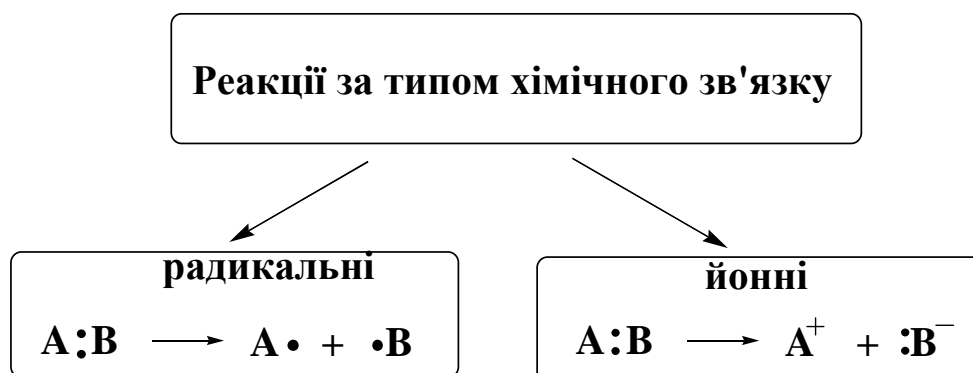 Реакції за типом хімічного зв'язку
радикальні
A:B → A• + •B
йонні
A:B → A⁺ + :B⁻